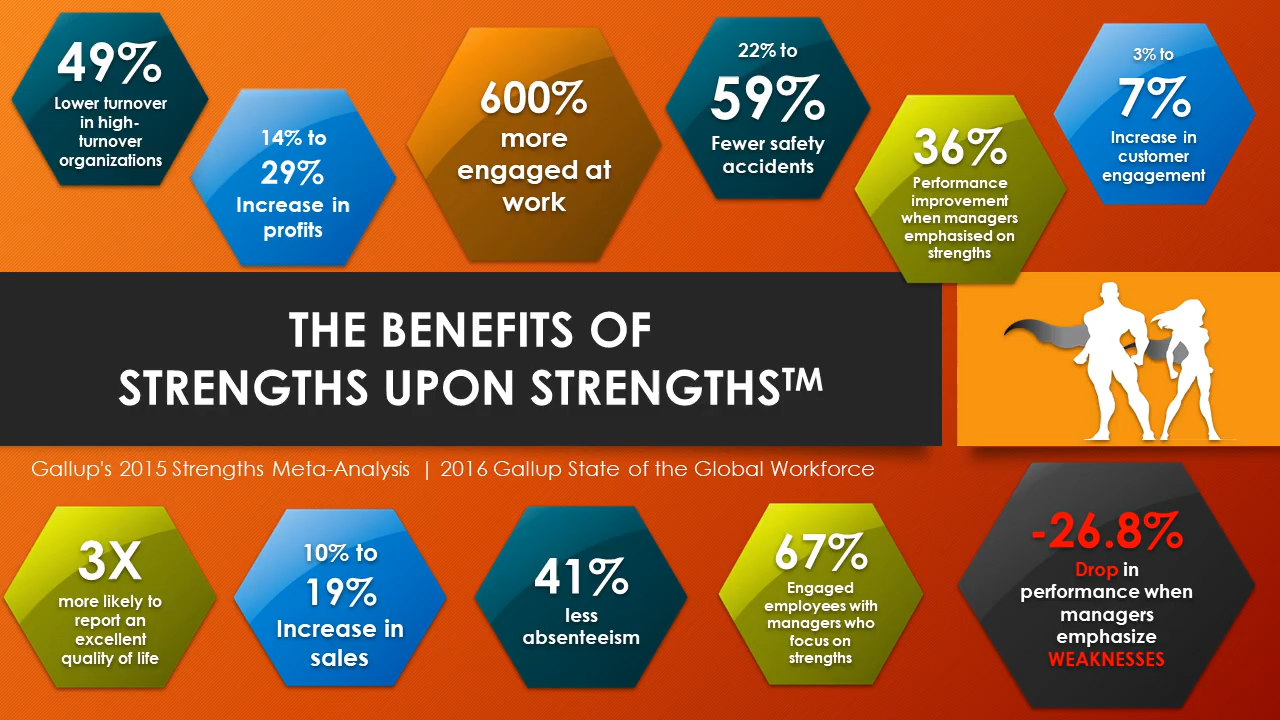 49%
Lower turnover
in high-
turnover
organizations
14% to
29%
Increase in
profits
600%
more
engaged at
work
22% to
59%
Fewer safety
accidents
36%
Performance
improvement
when managers
emphasised on
strengths
3% to
7%
Increase in
customer
engagement
THE BENEFITS OF
STRENGTHS UPON STRENGTHS™
Gallup's 2015 Strengths Meta-Analysis | 2016 Gallup State of the Global Workforce
3X
more likely to
report an
excellent
quality of life
10% to
19%
Increase in
sales
41%
less
absenteeism
67%
Engaged
employees with
managers who
focus on
strengths
-26.8%
Drop in
performance when
managers
emphasize
WEAKNESSES